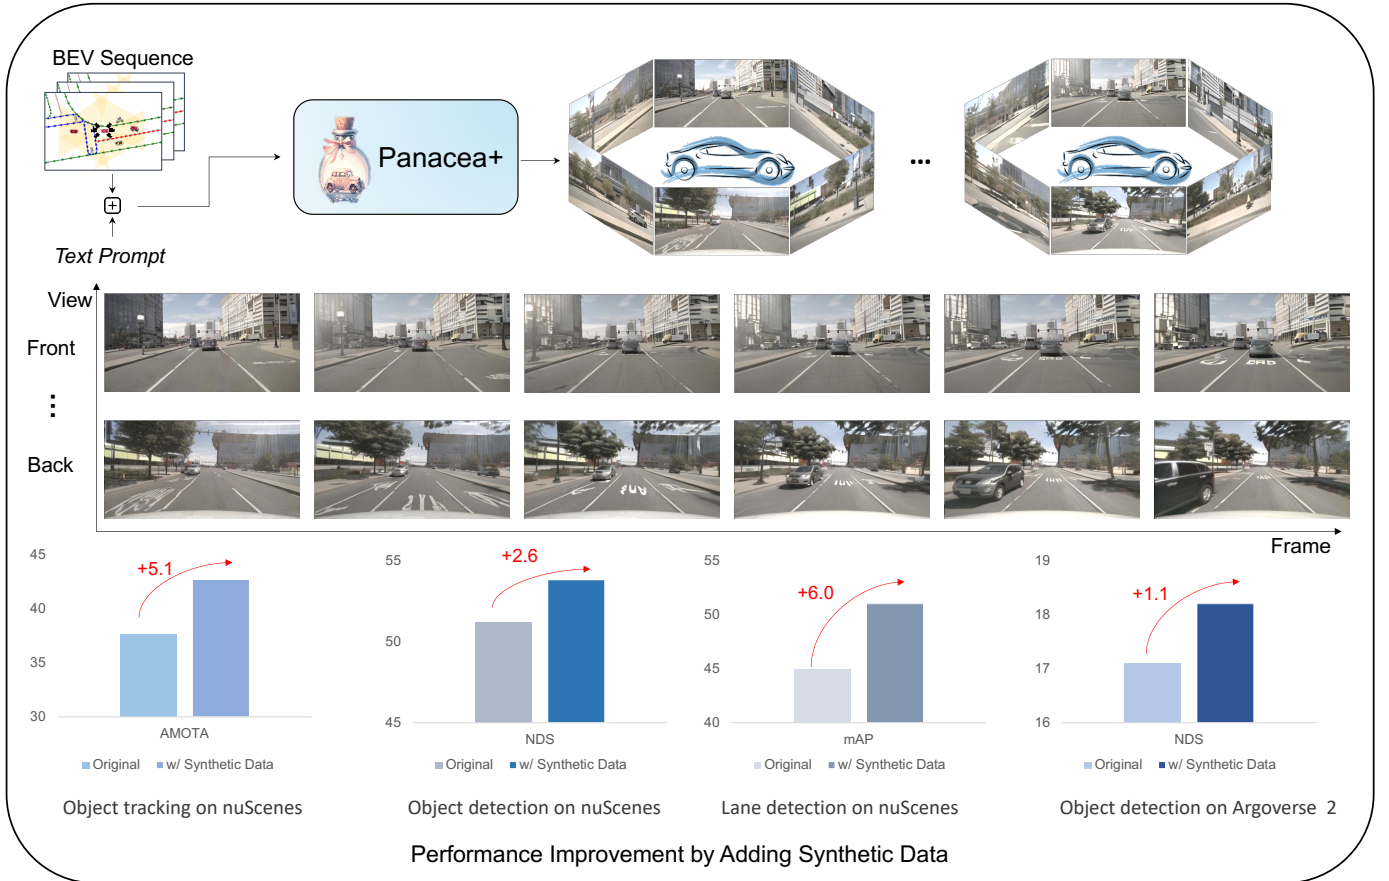 BEV Sequence
Panacea+
...
Text Prompt
View
Front
Back
Frame
45
40
35
30
+5.1
AMOTA
Original
w/ Synthetic Data
Object tracking on nuScenes
55
50
45
+2.6
NDS
Original
w/ Synthetic Data
Object detection on nuScenes
55
50
45
40
+6.0
mAP
Original
w/ Synthetic Data
Lane detection on nuScenes
19
18
17
16
+1.1
NDS
Original
w/ Synthetic Data
Object detection on Argoverse 2
Performance Improvement by Adding Synthetic Data